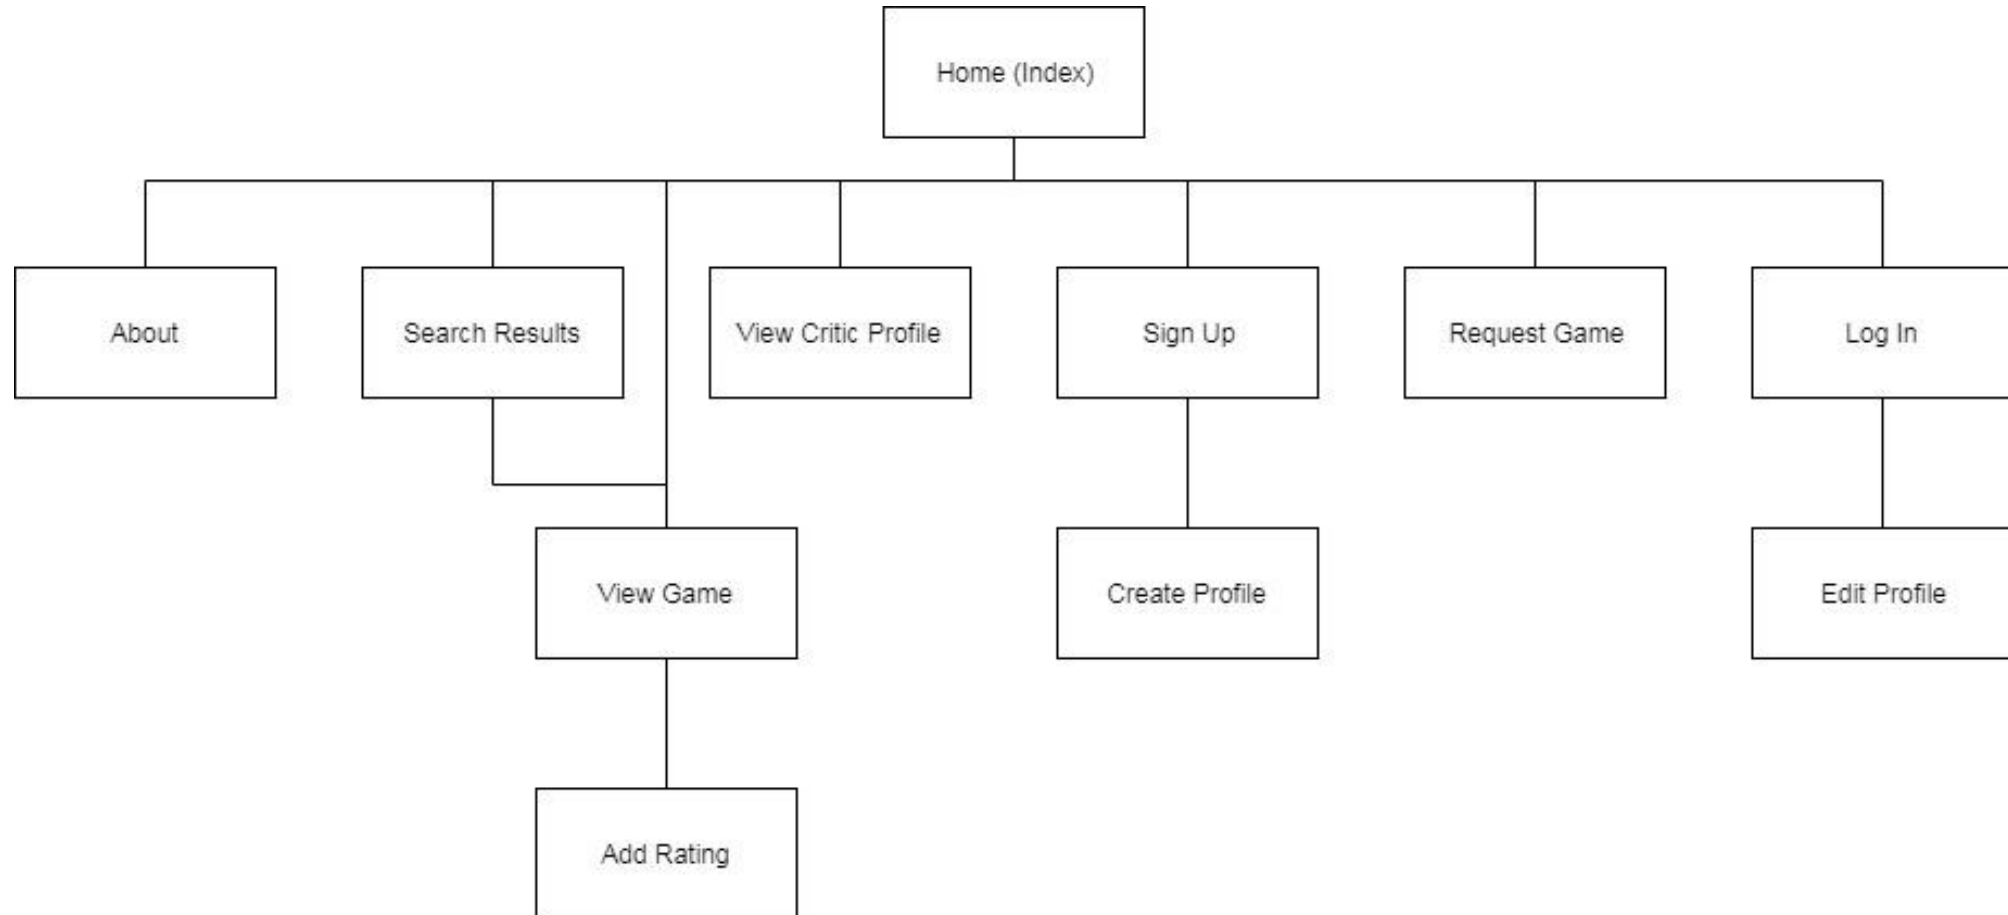 Home (Index)
About
Search Results
View Critic Profile
Sign Up
Request Game
Log In
View Game
Create Profile
Edit Profile
Add Rating